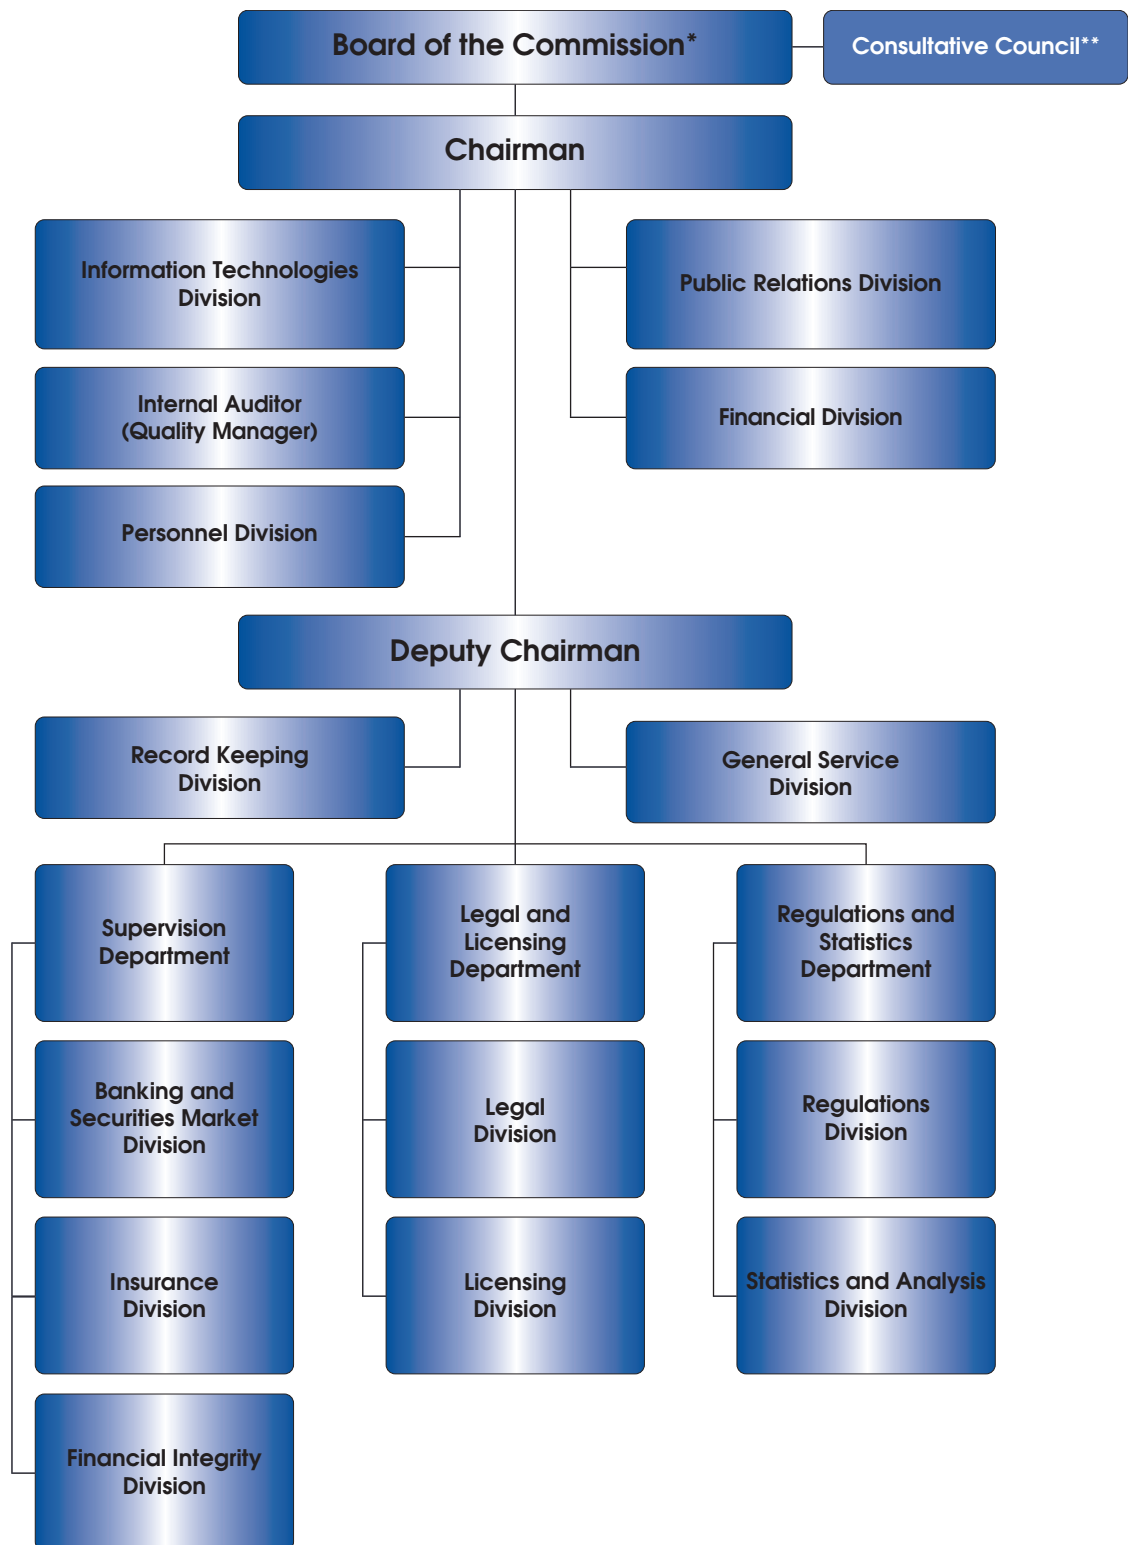 Board of the Commission*
Consultative Council**
Chairman
Information Technologies
Division
Public Relations Division
Internal Auditor
(Quality Manager)
Financial Division
Personnel Division
Deputy Chairman
Record Keeping
Division
General Service
Division
Supervision
Department
Legal and
Licensing
Department
Regulations and
Statistics
Department
Banking and
Securities Market
Division
Legal
Division
Regulations
Division
Insurance
Division
Licensing
Division
Statistics and Analysis
Division
Financial Integrity
Division